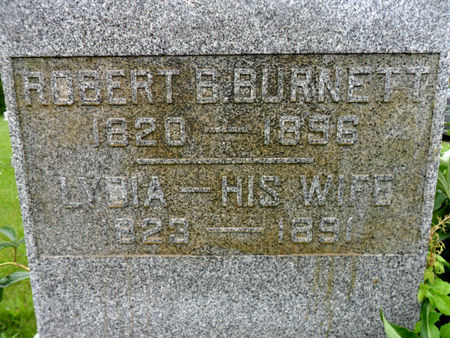 ROBERT B. BURNETT
1820 — 1896
LYDIA — HIS WIFE
1823 — 1891